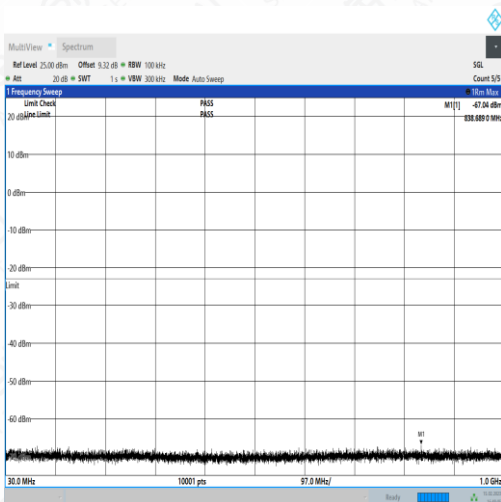 MultiView Spectrum
Ref Level 25.00 dBm Offset 9.32 dB RBW 100 kHz SGL
Att 20 dB SWT 1 s VBW 300 kHz Mode Auto Sweep Count 5/5
1 Frequency Sweep 1Rm Max
Limit Check PASS M1[1] -67.04 dBm
20 dBm Line Limit PASS 838.689 0 MHz
10 dBm
0 dBm
-10 dBm
-20 dBm
Limit
-30 dBm
-40 dBm
-50 dBm
-60 dBm
M1
30.0 MHz 10001 pts 97.0 MHz/ 1.0 GHz
Ready